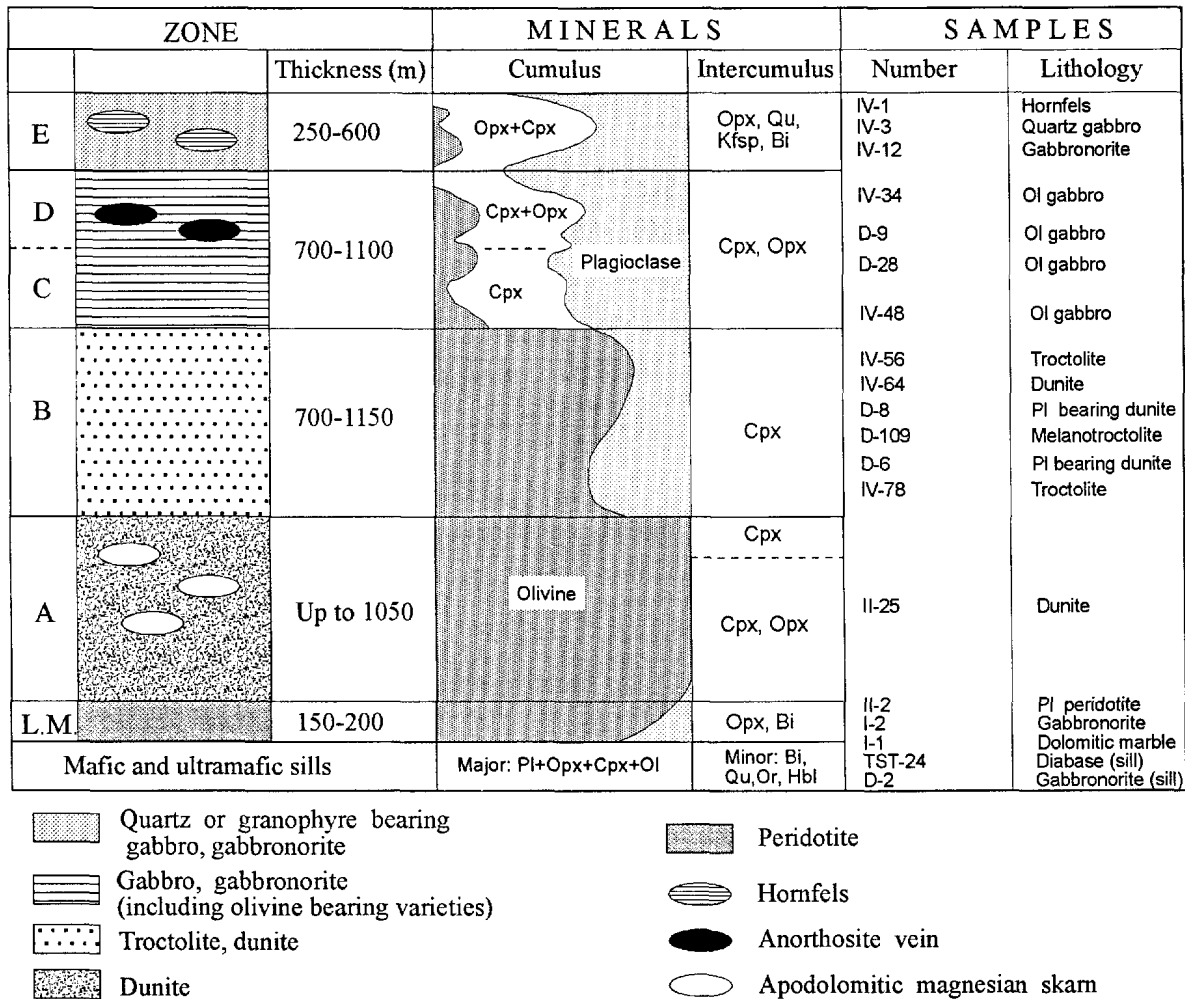 ZONE MINERALS SAMPLES
Thickness (m) Cumulus Intercumulus Number Lithology
E 250-600 Opx+Cpx Opx, Qu,
Kfsp, Bi
IV-1 Hornfels
IV-3 Quartz gabbro
IV-12 Gabbronorite
D Cpx+Opx
C Cpx
700-1100 Plagioclase Cpx, Opx
IV-34 Ol gabbro
D-9 Ol gabbro
D-28 Ol gabbro
IV-48 Ol gabbro
B 700-1150 Cpx
IV-56 Troctolite
IV-64 Dunite
D-8 Pl bearing dunite
D-109 Melanotroctolite
D-6 Pl bearing dunite
IV-78 Troctolite
A Up to 1050 Olivine
Cpx
Cpx, Opx
II-25 Dunite
L.M. 150-200 Opx, Bi
II-2 Pl peridotite
I-2 Gabbronorite
I-1 Dolomitic marble
Mafic and ultramafic sills Major: Pl+Opx+Cpx+Ol Minor: Bi,
Qu,Or, Hbl
TST-24 Diabase (sill)
D-2 Gabbronorite (sill)
Quartz or granophyre bearing
gabbro, gabbronorite
Gabbro, gabbronorite
(including olivine bearing varieties)
Troctolite, dunite
Dunite
Peridotite
Hornfels
Anorthosite vein
Apodolomitic magnesian skarn